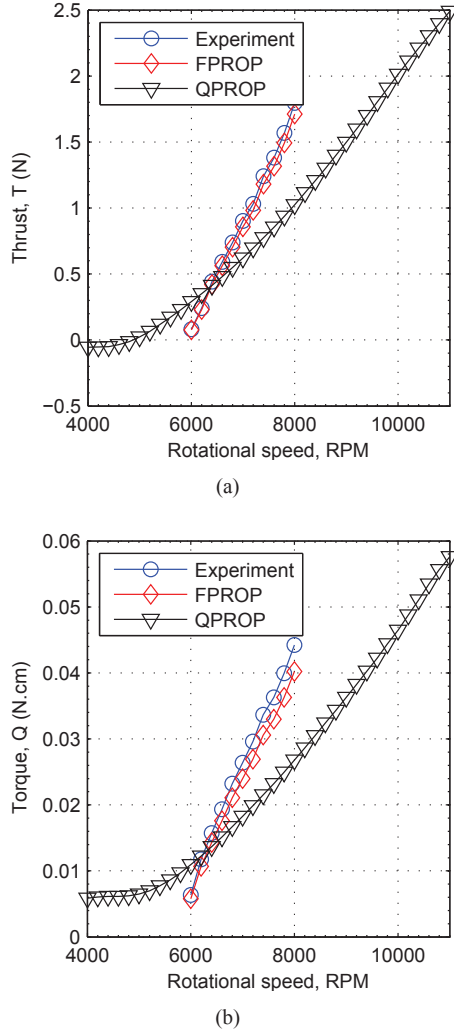 2.5
2
1.5
1
0.5
0
−0.5
Thrust, T (N)
Experiment
FPROP
QPROP
4000 6000 8000 10000
Rotational speed, RPM
(a)
0.06
0.05
0.04
0.03
0.02
0.01
0
Torque, Q (N.cm)
Experiment
FPROP
QPROP
4000 6000 8000 10000
Rotational speed, RPM
(b)